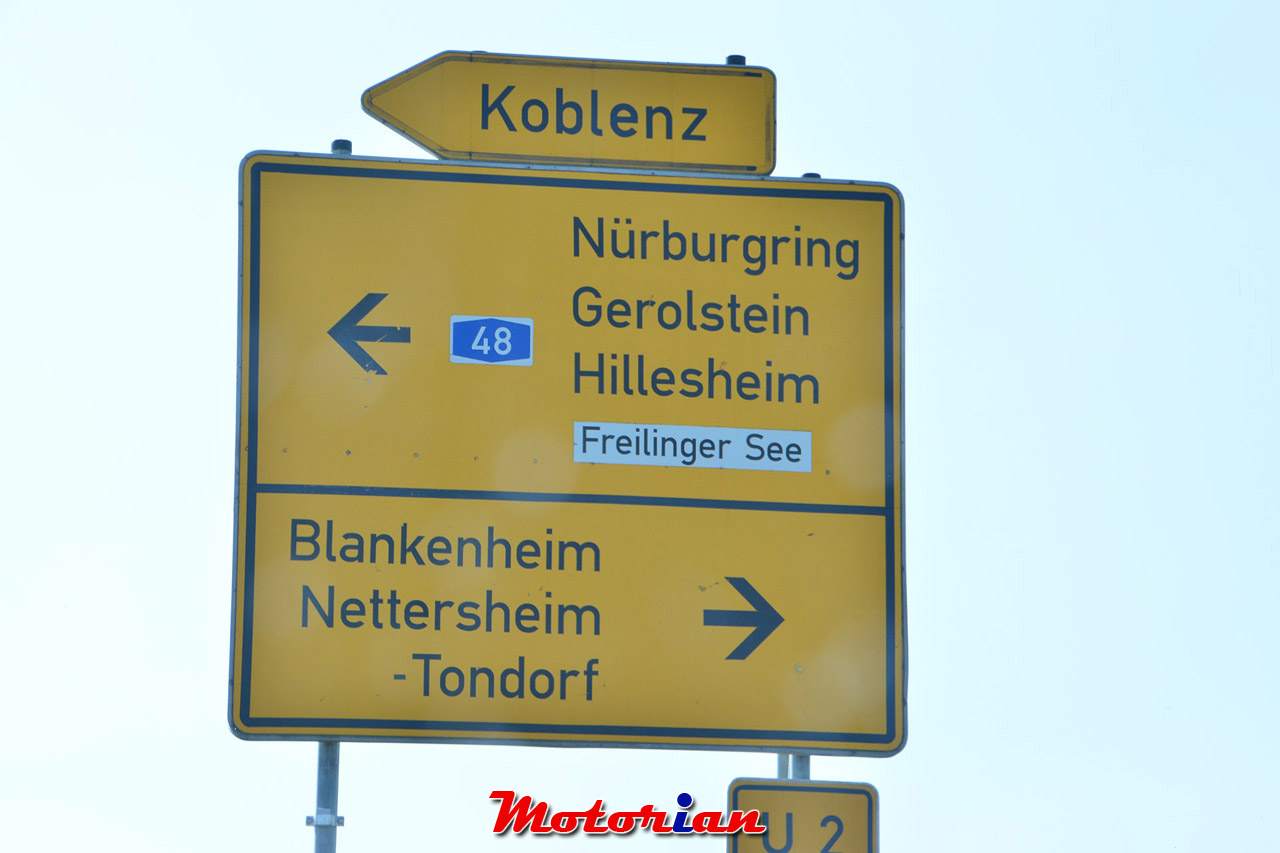 Koblenz
Nürburgring
Gerolstein
48
Hillesheim
Freilinger See
Blankenheim
Nettersheim
-Tondorf
Motorian
U 2